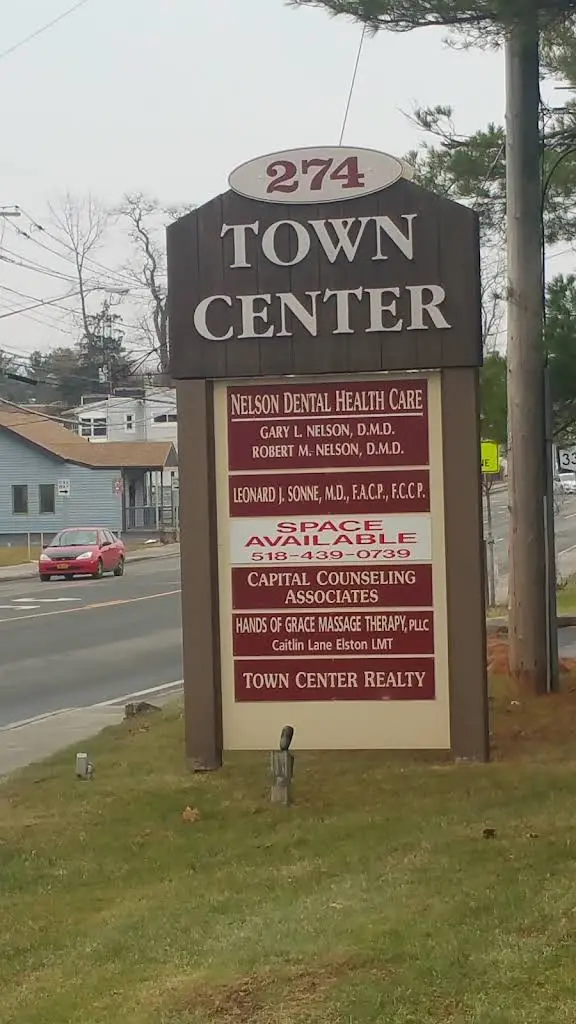 274
TOWN
CENTER
NELSON DENTAL HEALTH CARE
GARY L. NELSON, D.M.D.
ROBERT M. NELSON, D.M.D.
LEONARD J. SONNE, M.D., F.A.C.P., F.C.C.P.
SPACE
AVAILABLE
518-439-0739
CAPITAL COUNSELING
ASSOCIATES
HANDS OF GRACE MASSAGE THERAPY, PLLC
Caitlin Lane Elston LMT
TOWN CENTER REALTY